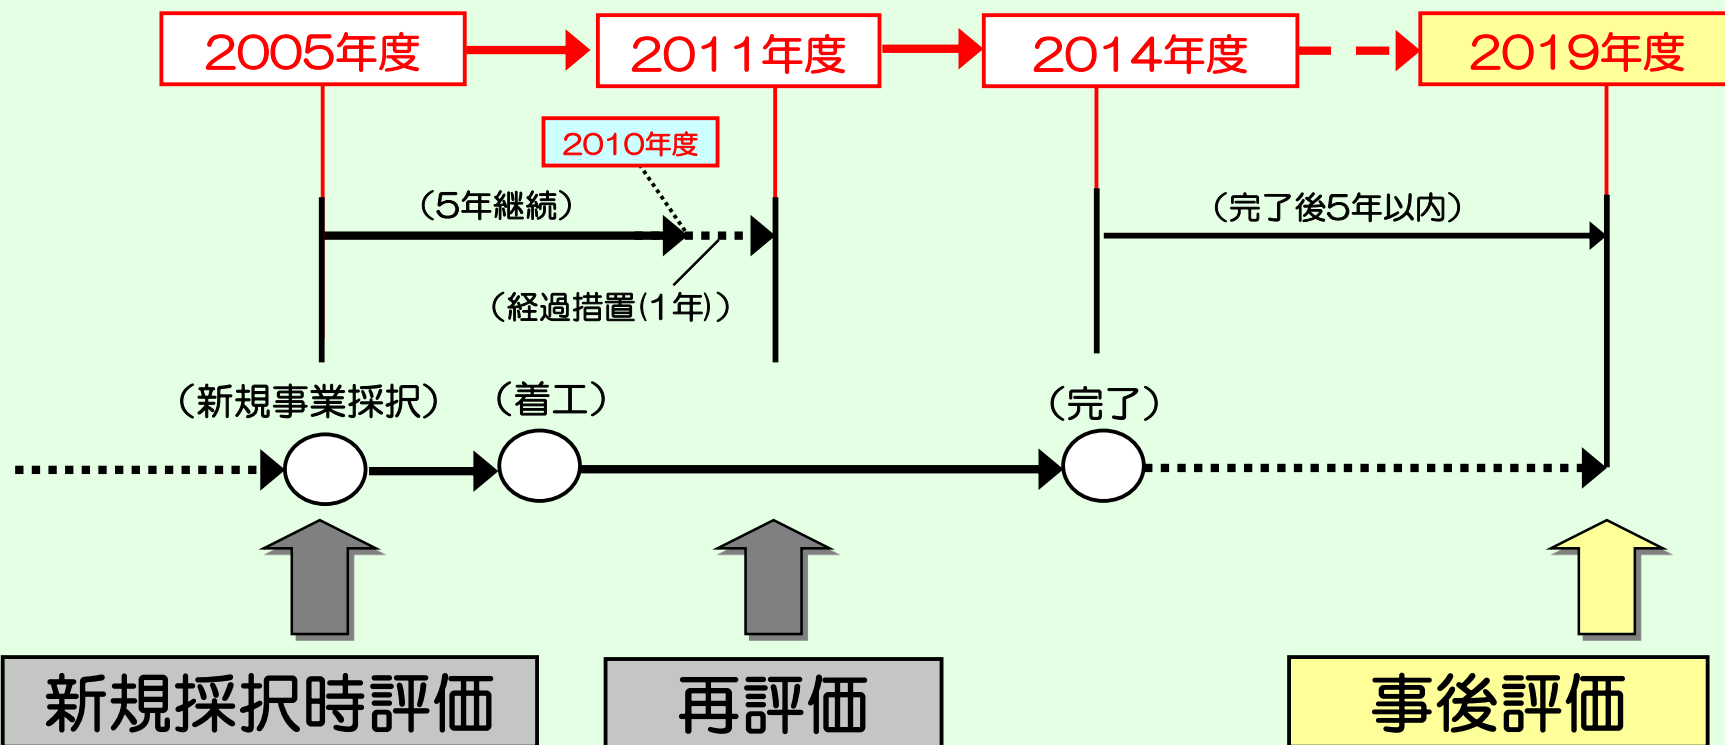 2005年度
2011年度
2014年度
2019年度
2010年度
（5年継続）
（完了後5年以内）
（経過措置(1年)）
（新規事業採択）
（着工）
（完了）
新規採択時評価
再評価
事後評価